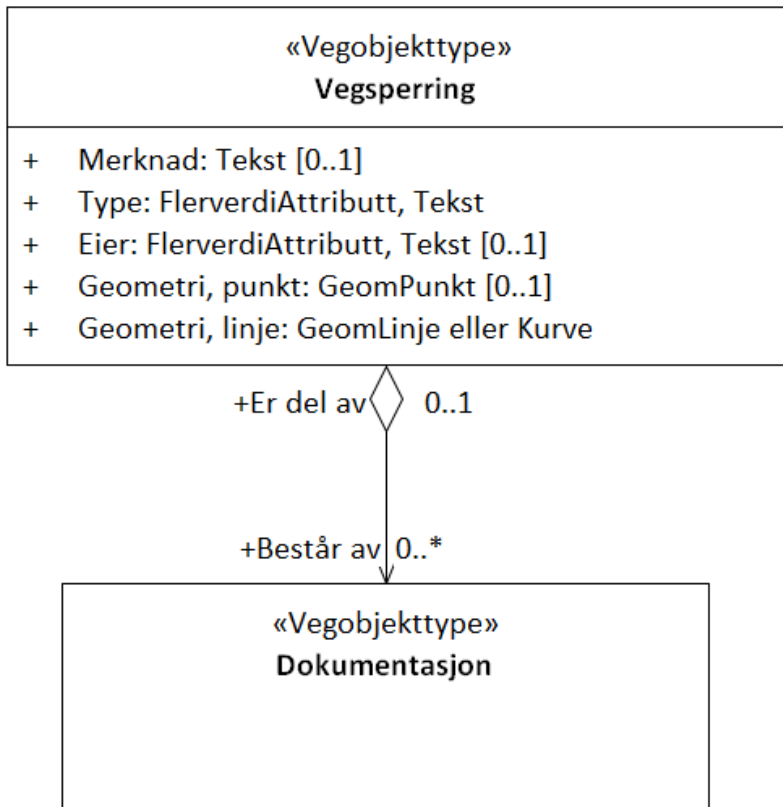 «Vegobjekttype»
Vegsperring
+ Merknad: Tekst [0..1]
+ Type: FlerverdiAttributt, Tekst
+ Eier: FlerverdiAttributt, Tekst [0..1]
+ Geometri, punkt: GeomPunkt [0..1]
+ Geometri, linje: GeomLinje eller Kurve
+Er del av 0..1
+Består av 0..*
«Vegobjekttype»
Dokumentasjon